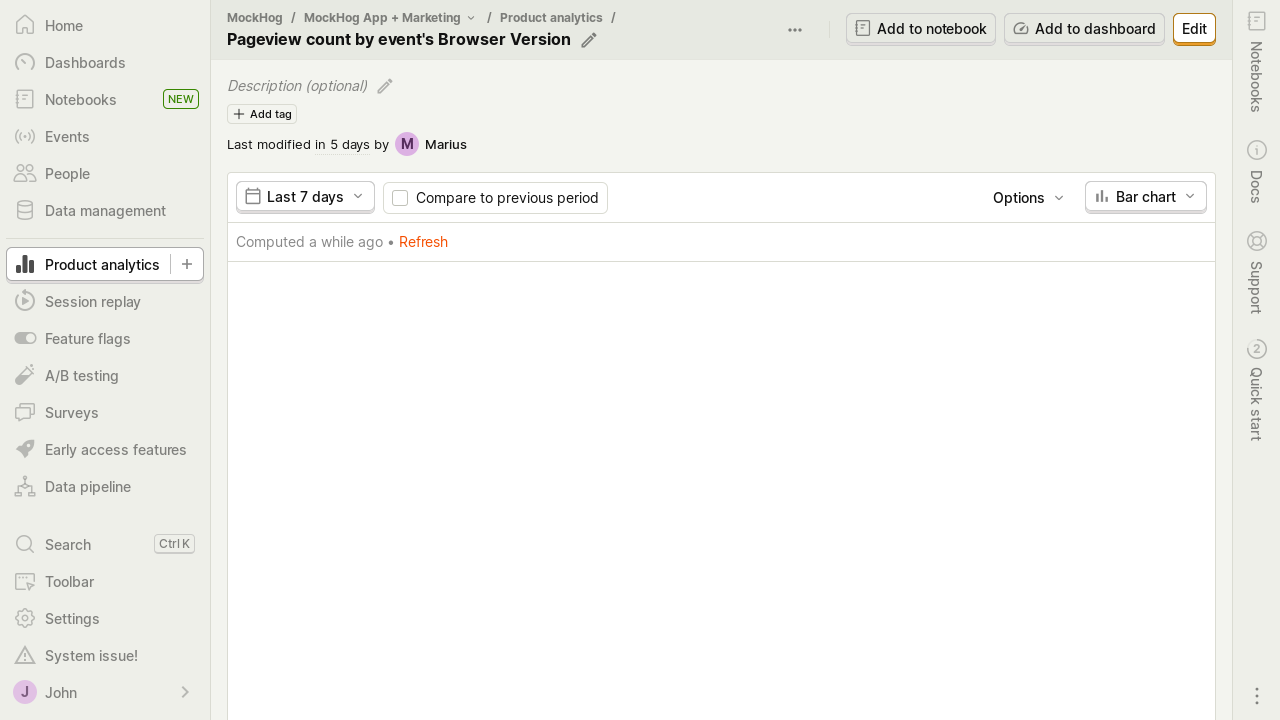 Home
Dashboards
Notebooks NEW
Events
People
Data management
Product analytics
Session replay
Feature flags
A/B testing
Surveys
Early access features
Data pipeline
Search Ctrl K
Toolbar
Settings
System issue!
J John
MockHog / MockHog App + Marketing / Product analytics /
Pageview count by event's Browser Version
Add to notebook
Add to dashboard
Edit
Description (optional)
Add tag
Last modified in 5 days by M Marius
Last 7 days
Compare to previous period
Options
Bar chart
Computed a while ago • Refresh
Notebooks
Docs
Support
2
Quick start